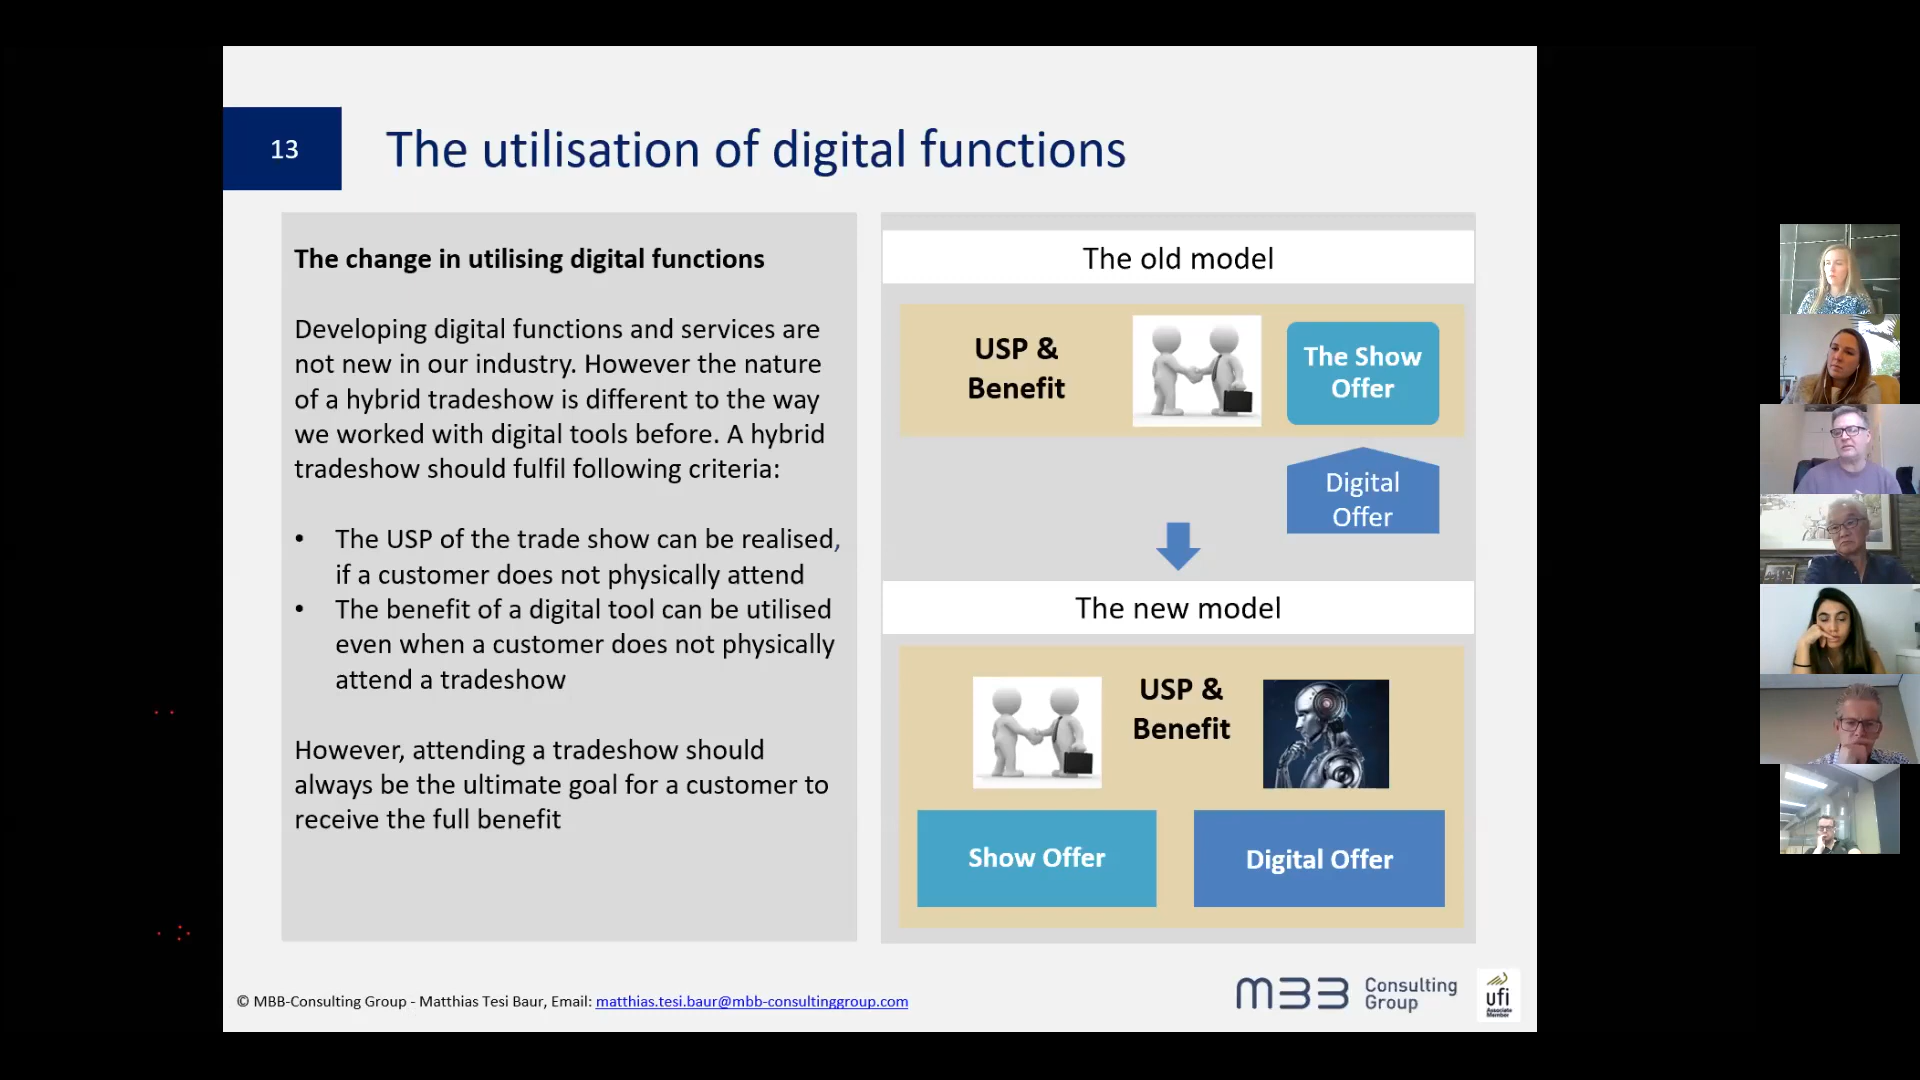 13
The utilisation of digital functions
The change in utilising digital functions
Developing digital functions and services are
not new in our industry. However the nature
of a hybrid tradeshow is different to the way
we worked with digital tools before. A hybrid
tradeshow should fulfil following criteria:
• The USP of the trade show can be realised,
if a customer does not physically attend
• The benefit of a digital tool can be utilised
even when a customer does not physically
attend a tradeshow
However, attending a tradeshow should
always be the ultimate goal for a customer to
receive the full benefit
The old model
USP &
Benefit
The Show
Offer
Digital
Offer
The new model
USP &
Benefit
Show Offer
Digital Offer
© MBB-Consulting Group - Matthias Tesi Baur, Email: matthias.tesi.baur@mbb-consultinggroup.com
MBB Consulting
Group
ufi
Associate
Member